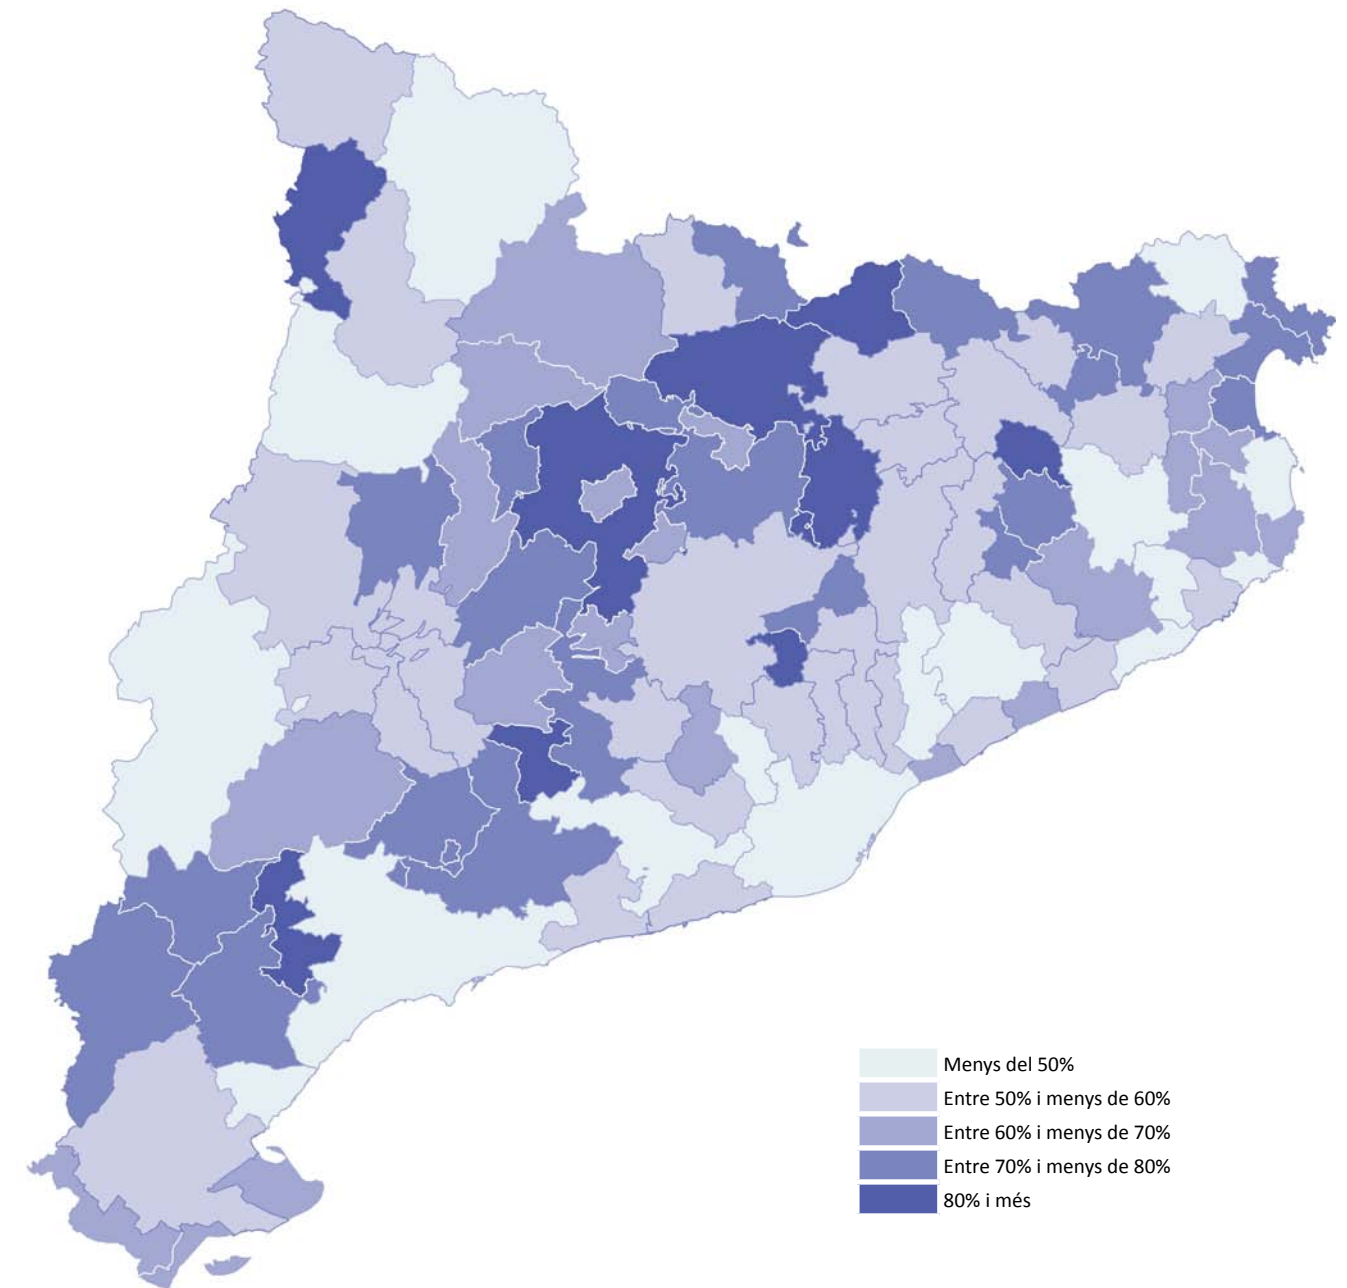 Menys del 50%
Entre 50% i menys de 60%
Entre 60% i menys de 70%
Entre 70% i menys de 80%
80% i més